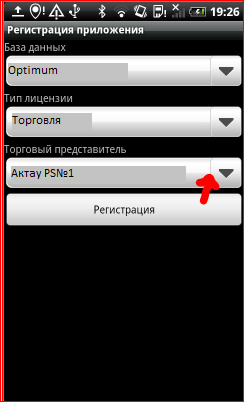 19:26
Регистрация приложения
База данных
Optimum
Тип лицензии
Торговля
Торговый представитель
Актау PS№1
Регистрация